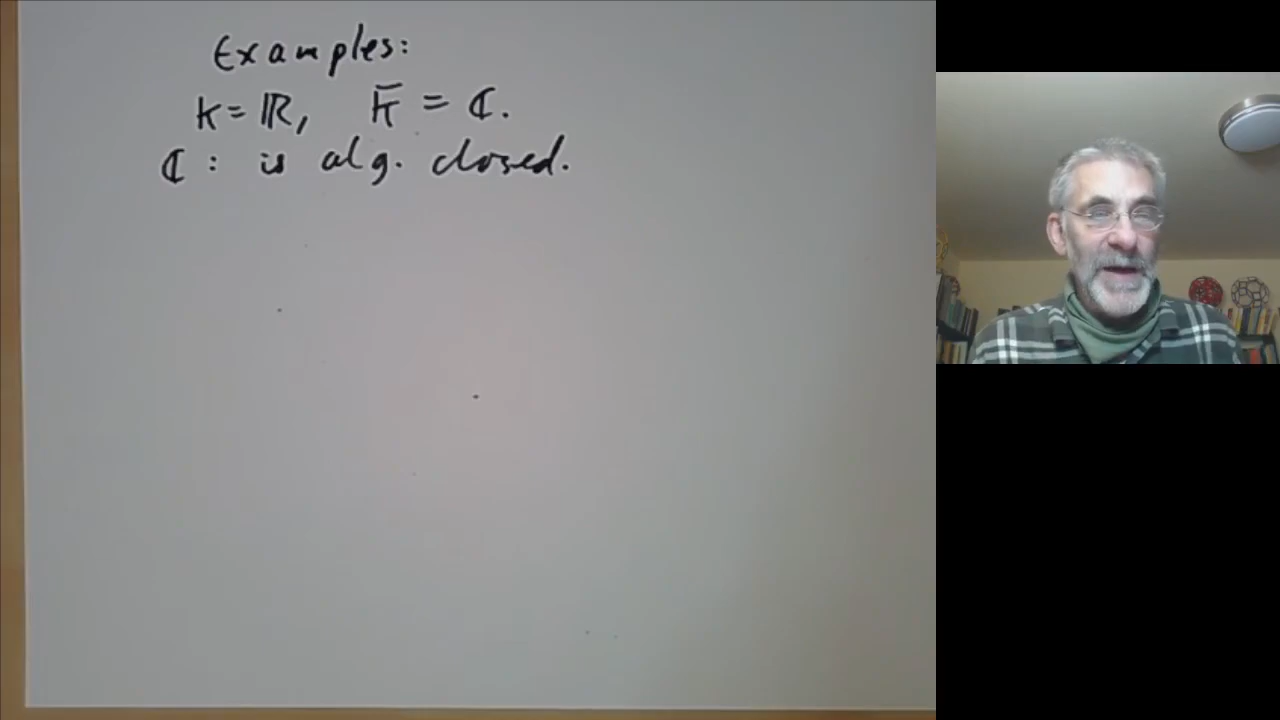 Examples:
K = ℝ, K̄ = ℂ.
ℂ : is alg. closed.